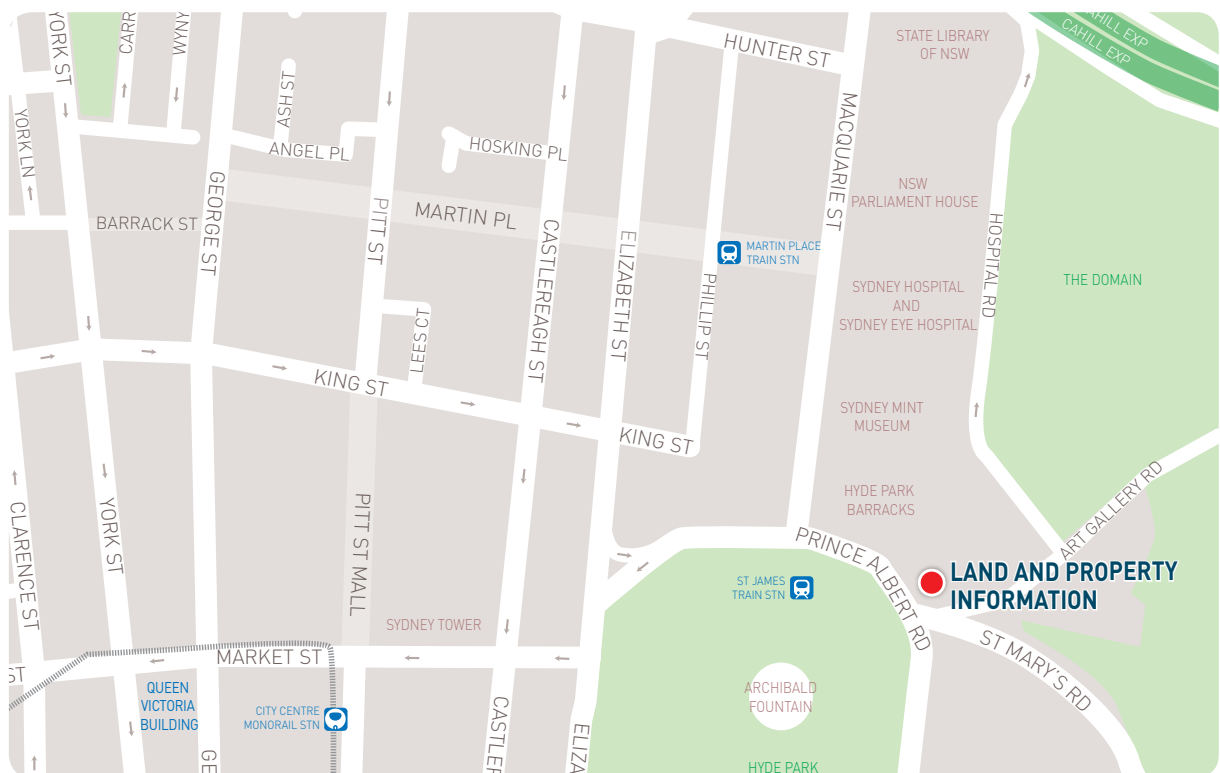 YORK ST
CARR
WYNY
CAHILL EXP
CAHILL EXP
HUNTER ST
STATE LIBRARY
OF NSW
ASH ST
YORK LN
ANGEL PL
HOSKING PL
MACQUARIE ST
BARRACK ST
GEORGE ST
PITT ST
MARTIN PL
CASTLEREAGH ST
ELIZABETH ST
MARTIN PLACE
TRAIN STN
NSW
PARLIAMENT HOUSE
HOSPITAL RD
THE DOMAIN
PHILLIP ST
SYDNEY HOSPITAL
AND
SYDNEY EYE HOSPITAL
LEES CT
KING ST
KING ST
SYDNEY MINT
MUSEUM
ART GALLERY RD
HYDE PARK
BARRACKS
CLARENCE ST
YORK ST
PITT ST MALL
PRINCE ALBERT RD
LAND AND PROPERTY
INFORMATION
ST JAMES
TRAIN STN
SYDNEY TOWER
ST MARY'S RD
MARKET ST
ST
QUEEN
VICTORIA
BUILDING
CITY CENTRE
MONORAIL STN
ARCHIBALD
FOUNTAIN
GE
CASTLER
ELIZA
HYDE PARK